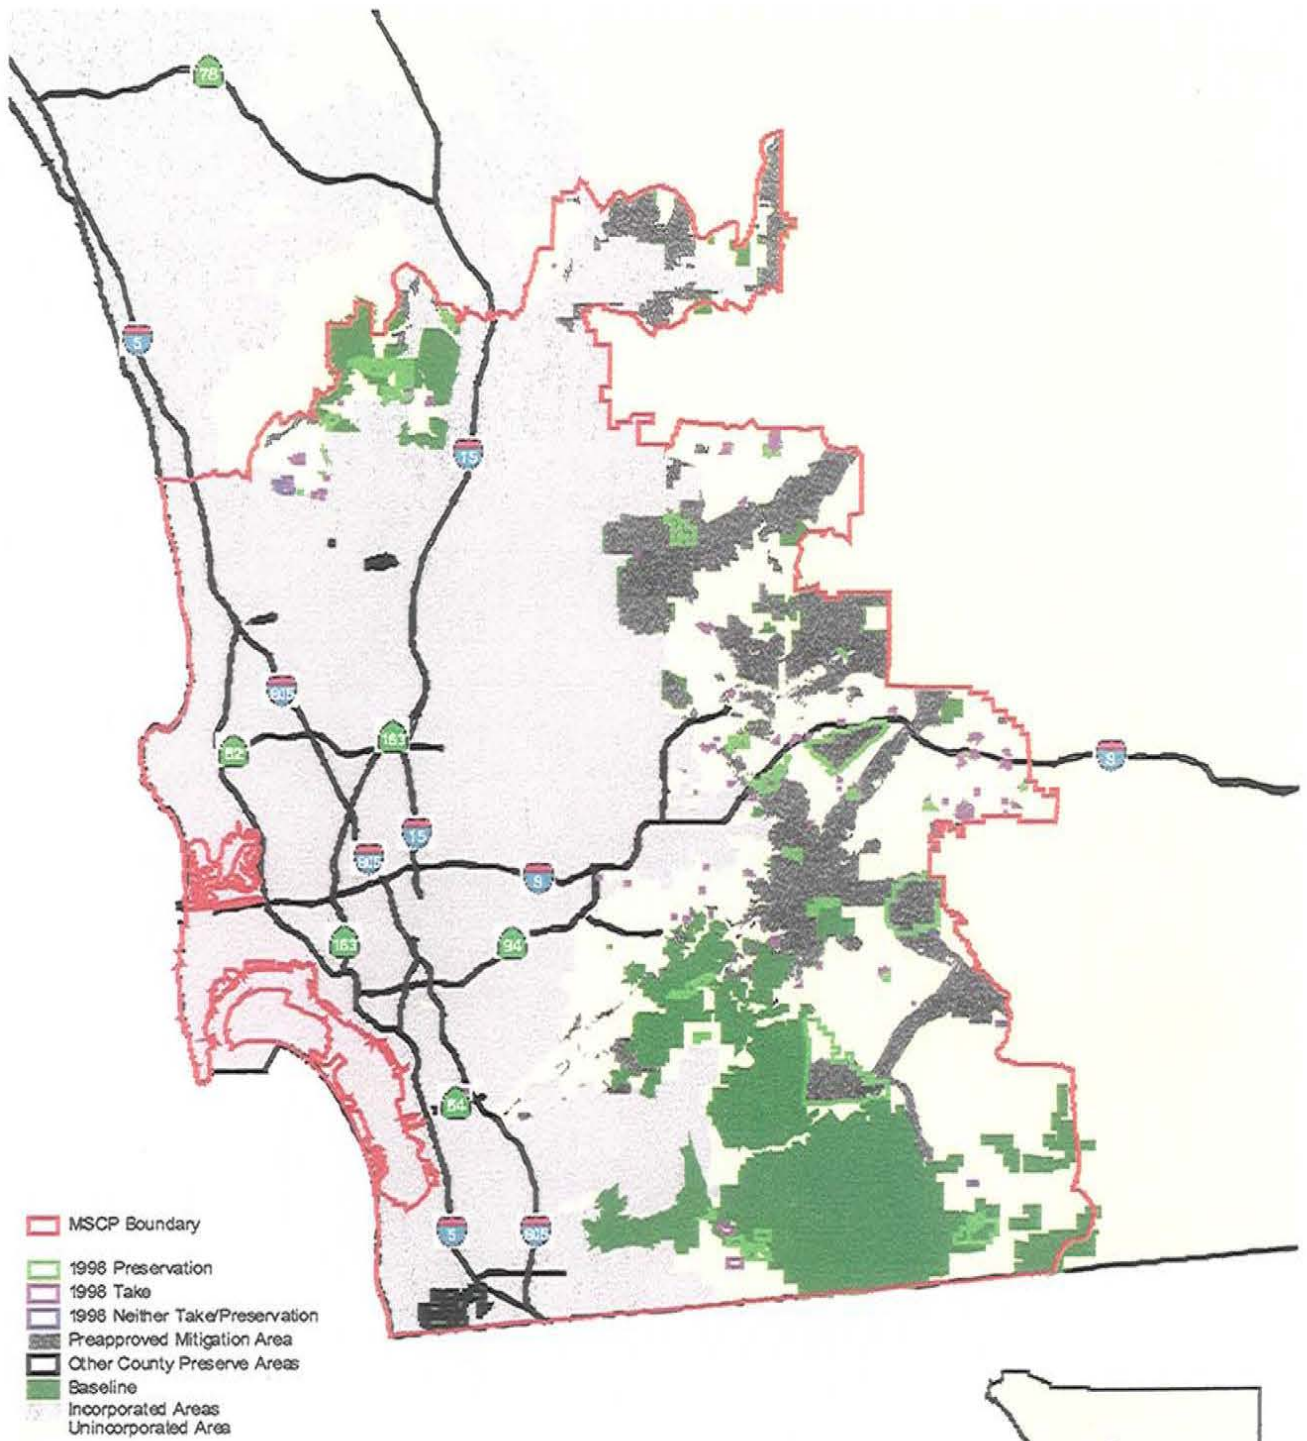 78
5
15
805
52
163
15
805
8
8
163
94
54
5
805
MSCP Boundary
1998 Preservation
1998 Take
1998 Neither Take/Preservation
Preapproved Mitigation Area
Other County Preserve Areas
Baseline
Incorporated Areas
Unincorporated Area